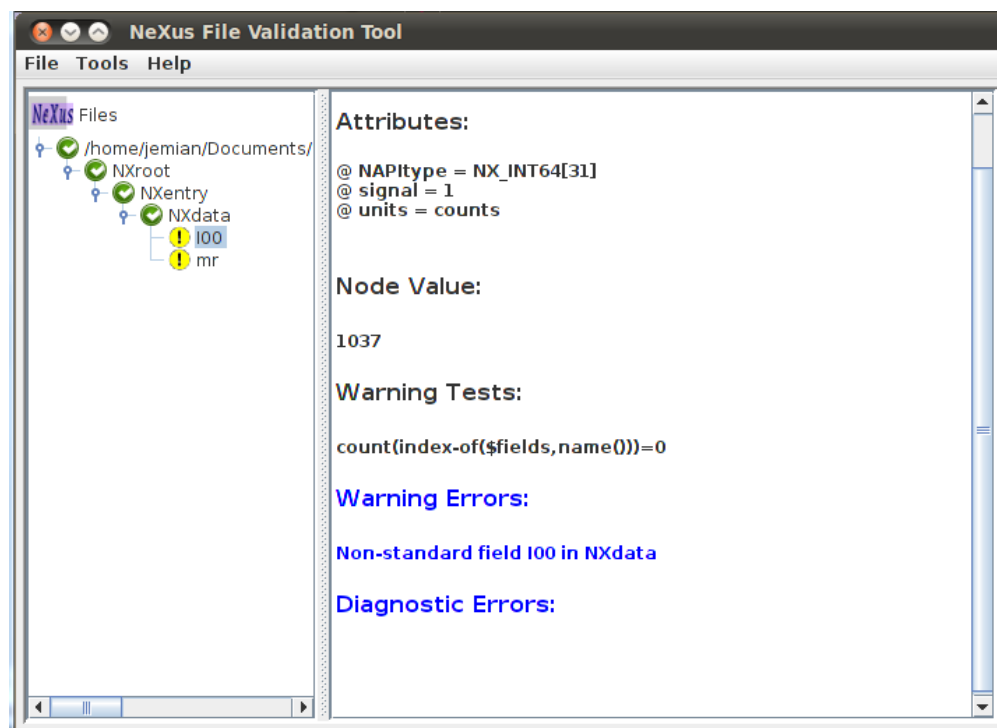 NeXus File Validation Tool
File Tools Help
NeXus Files
/home/jemian/Documents/
NXroot
NXentry
NXdata
I00
mr
Attributes:
@ NAPItype = NX_INT64[31]
@ signal = 1
@ units = counts
Node Value:
1037
Warning Tests:
count(index-of($fields,name()))=0
Warning Errors:
Non-standard field I00 in NXdata
Diagnostic Errors: